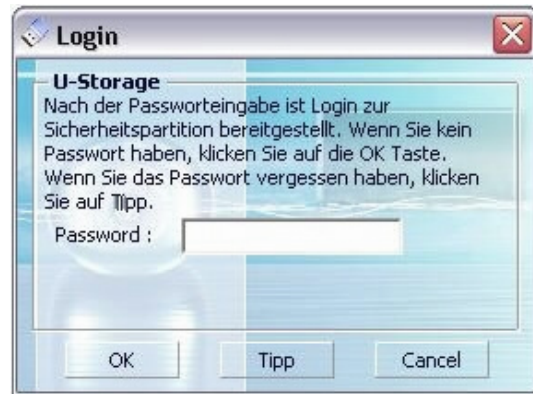 Login
U-Storage
Nach der Passworteingabe ist Login zur
Sicherheitspartition bereitgestellt. Wenn Sie kein
Passwort haben, klicken Sie auf die OK Taste.
Wenn Sie das Passwort vergessen haben, klicken
Sie auf Tipp.
Password :
OK Tipp Cancel